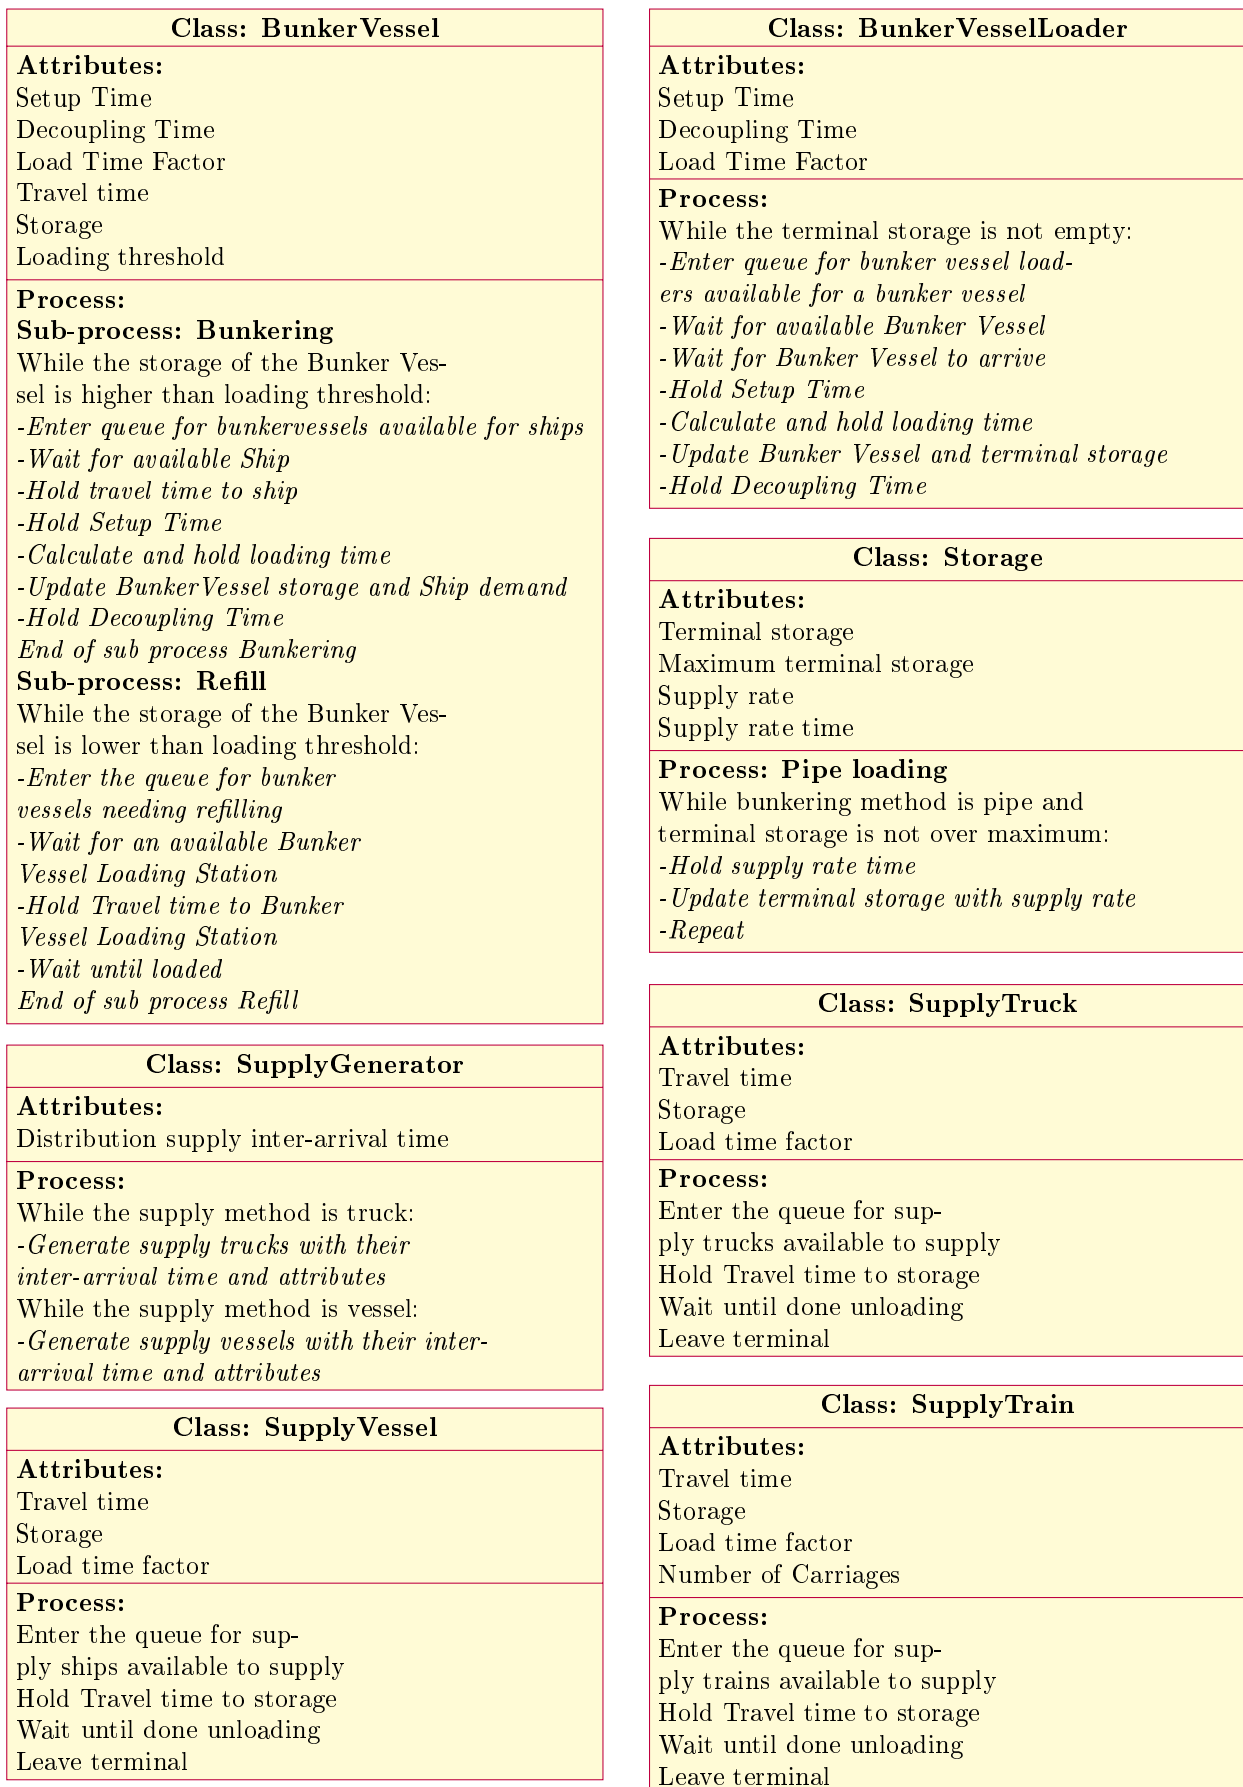 Class: BunkerVessel
Attributes:
Setup Time
Decoupling Time
Load Time Factor
Travel time
Storage
Loading threshold
Process:
Sub-process: Bunkering
While the storage of the Bunker Ves-
sel is higher than loading threshold:
-Enter queue for bunkervessels available for ships
-Wait for available Ship
-Hold travel time to ship
-Hold Setup Time
-Calculate and hold loading time
-Update BunkerVessel storage and Ship demand
-Hold Decoupling Time
End of sub process Bunkering
Sub-process: Refill
While the storage of the Bunker Ves-
sel is lower than loading threshold:
-Enter the queue for bunker
vessels needing refilling
-Wait for an available Bunker
Vessel Loading Station
-Hold Travel time to Bunker
Vessel Loading Station
-Wait until loaded
End of sub process Refill
Class: SupplyGenerator
Attributes:
Distribution supply inter-arrival time
Process:
While the supply method is truck:
-Generate supply trucks with their
inter-arrival time and attributes
While the supply method is vessel:
-Generate supply vessels with their inter-
arrival time and attributes
Class: SupplyVessel
Attributes:
Travel time
Storage
Load time factor
Process:
Enter the queue for sup-
ply ships available to supply
Hold Travel time to storage
Wait until done unloading
Leave terminal
Class: BunkerVesselLoader
Attributes:
Setup Time
Decoupling Time
Load Time Factor
Process:
While the terminal storage is not empty:
-Enter queue for bunker vessel load-
ers available for a bunker vessel
-Wait for available Bunker Vessel
-Wait for Bunker Vessel to arrive
-Hold Setup Time
-Calculate and hold loading time
-Update Bunker Vessel and terminal storage
-Hold Decoupling Time
Class: Storage
Attributes:
Terminal storage
Maximum terminal storage
Supply rate
Supply rate time
Process: Pipe loading
While bunkering method is pipe and
terminal storage is not over maximum:
-Hold supply rate time
-Update terminal storage with supply rate
-Repeat
Class: SupplyTruck
Attributes:
Travel time
Storage
Load time factor
Process:
Enter the queue for sup-
ply trucks available to supply
Hold Travel time to storage
Wait until done unloading
Leave terminal
Class: SupplyTrain
Attributes:
Travel time
Storage
Load time factor
Number of Carriages
Process:
Enter the queue for sup-
ply trains available to supply
Hold Travel time to storage
Wait until done unloading
Leave terminal